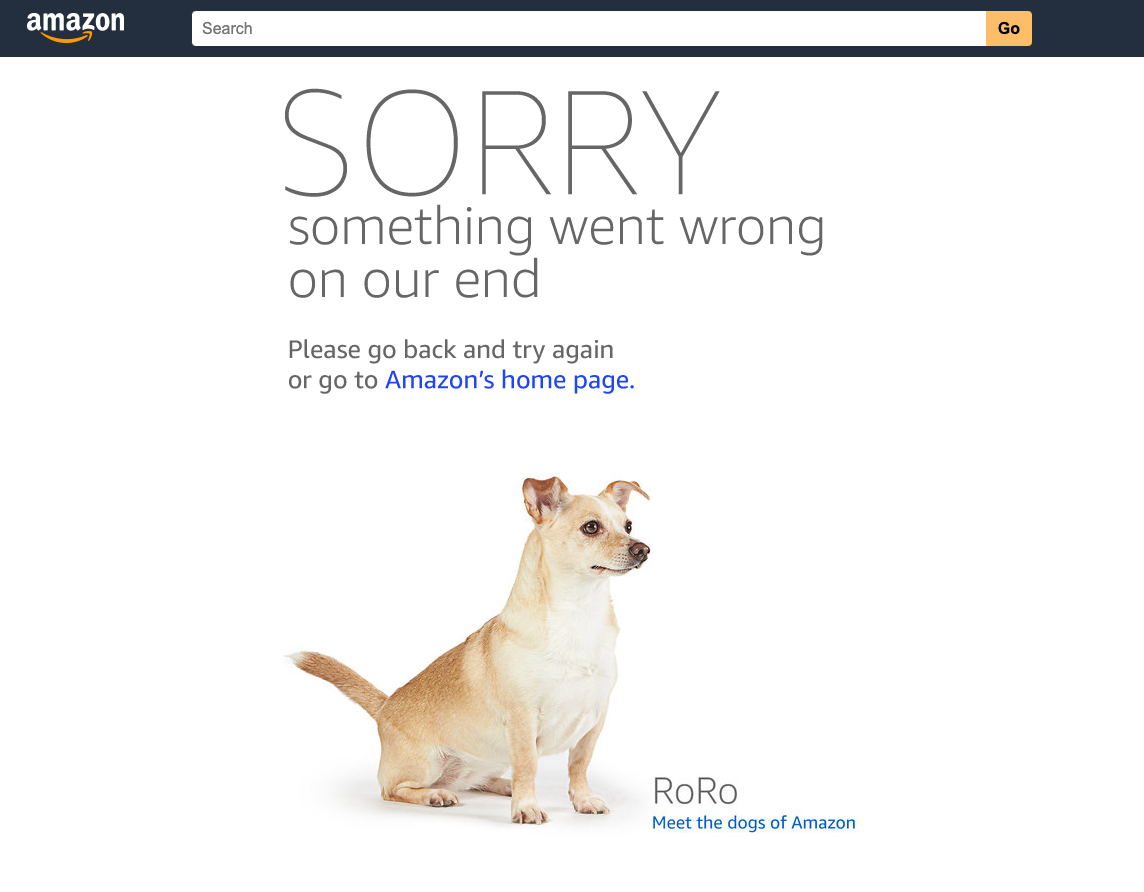 amazon
Search
Go
SORRY
something went wrong
on our end
Please go back and try again
or go to Amazon’s home page.
RoRo
Meet the dogs of Amazon